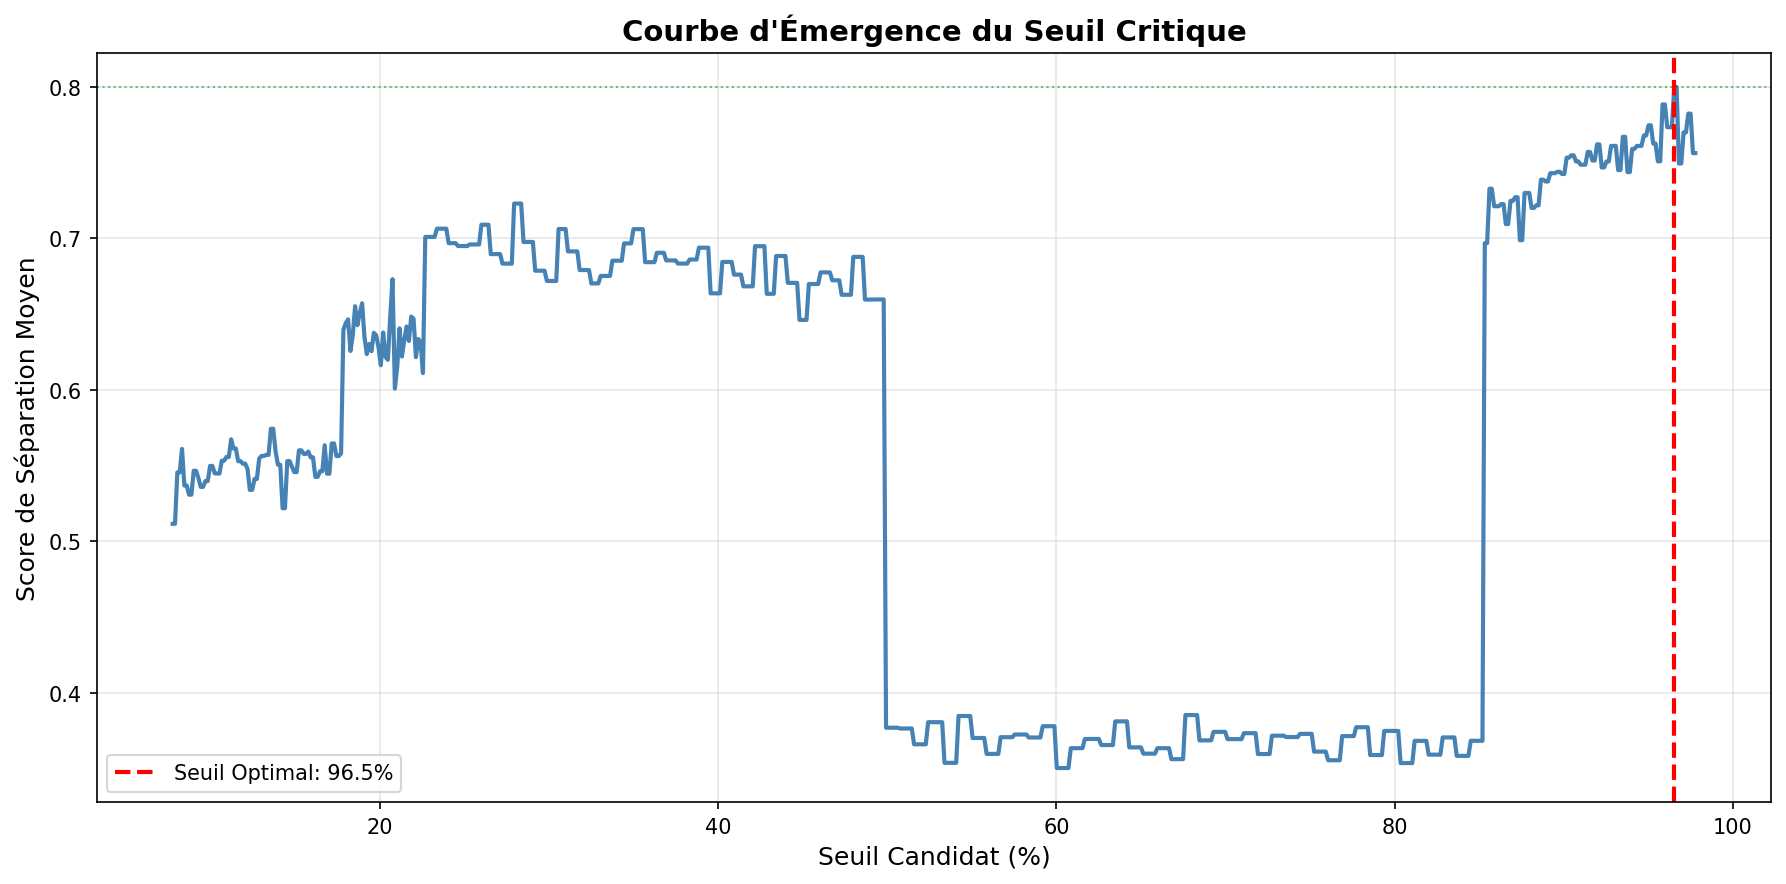 Courbe d'Émergence du Seuil Critique
Score de Séparation Moyen
0.8
0.7
0.6
0.5
0.4
Seuil Optimal: 96.5%
20
40
60
80
100
Seuil Candidat (%)